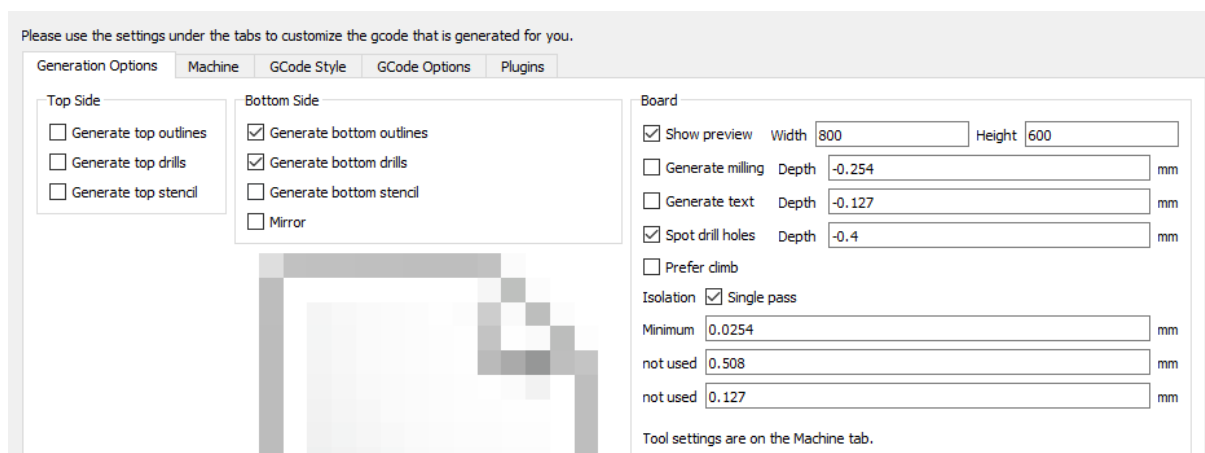 Please use the settings under the tabs to customize the gcode that is generated for you.
Generation Options Machine GCode Style GCode Options Plugins
Top Side
Generate top outlines
Generate top drills
Generate top stencil
Bottom Side
Generate bottom outlines
Generate bottom drills
Generate bottom stencil
Mirror
Board
Show preview Width 800 Height 600
Generate milling Depth -0.254 mm
Generate text Depth -0.127 mm
Spot drill holes Depth -0.4 mm
Prefer climb
Isolation Single pass
Minimum 0.0254 mm
not used 0.508 mm
not used 0.127 mm
Tool settings are on the Machine tab.